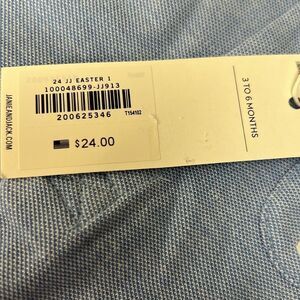 24 JJ EASTER 1
100048699-JJ913
200625346
T154102
$24.00
JANIEANDJACK.COM
3 TO 6 MONTHS